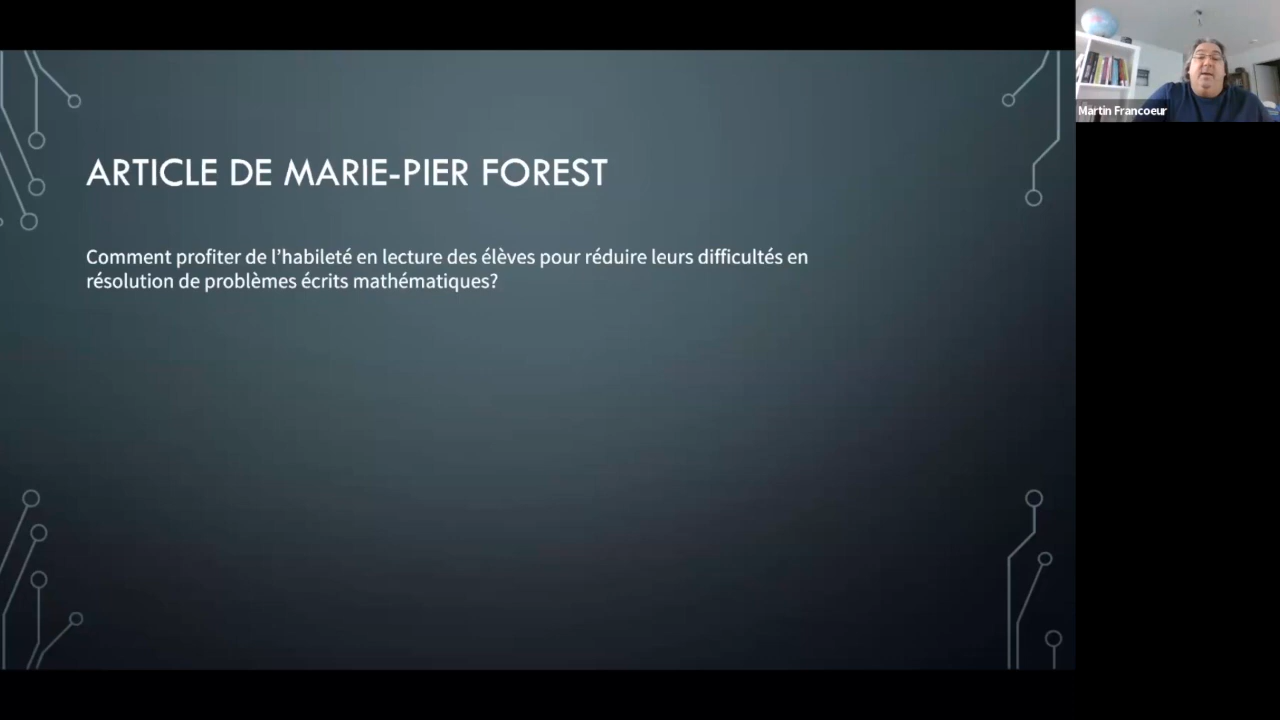 ARTICLE DE MARIE-PIER FOREST
Comment profiter de l'habileté en lecture des élèves pour réduire leurs difficultés en
résolution de problèmes écrits mathématiques?
Martin Francoeur